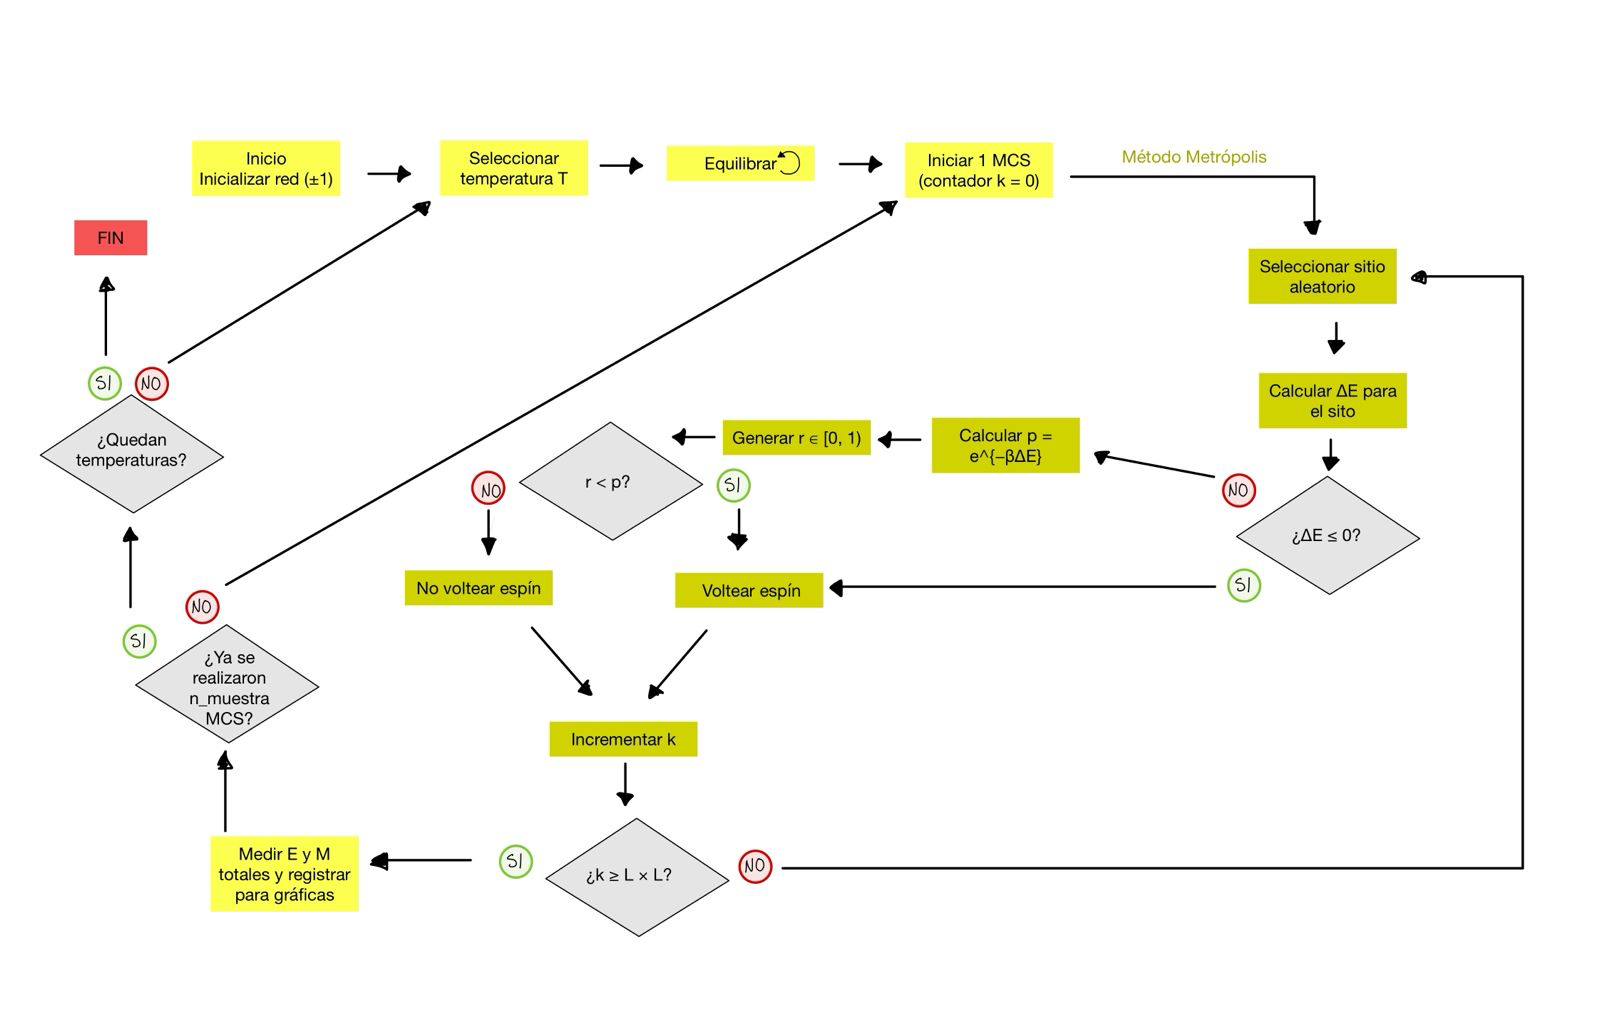 Inicio
Inicializar red (±1)
Seleccionar
temperatura T
Equilibrar
Iniciar 1 MCS
(contador k = 0)
Método Metrópolis
FIN
Seleccionar sitio
aleatorio
SI
NO
¿Quedan
temperaturas?
Calcular ΔE para
el sito
Generar r ∈ [0, 1)
Calcular p =
e^{−βΔE}
r < p?
NO
SI
NO
¿ΔE ≤ 0?
No voltear espín
Voltear espín
SI
NO
SI
¿Ya se
realizaron
n_muestra
MCS?
Incrementar k
Medir E y M
totales y registrar
para gráficas
SI
¿k ≥ L × L?
NO